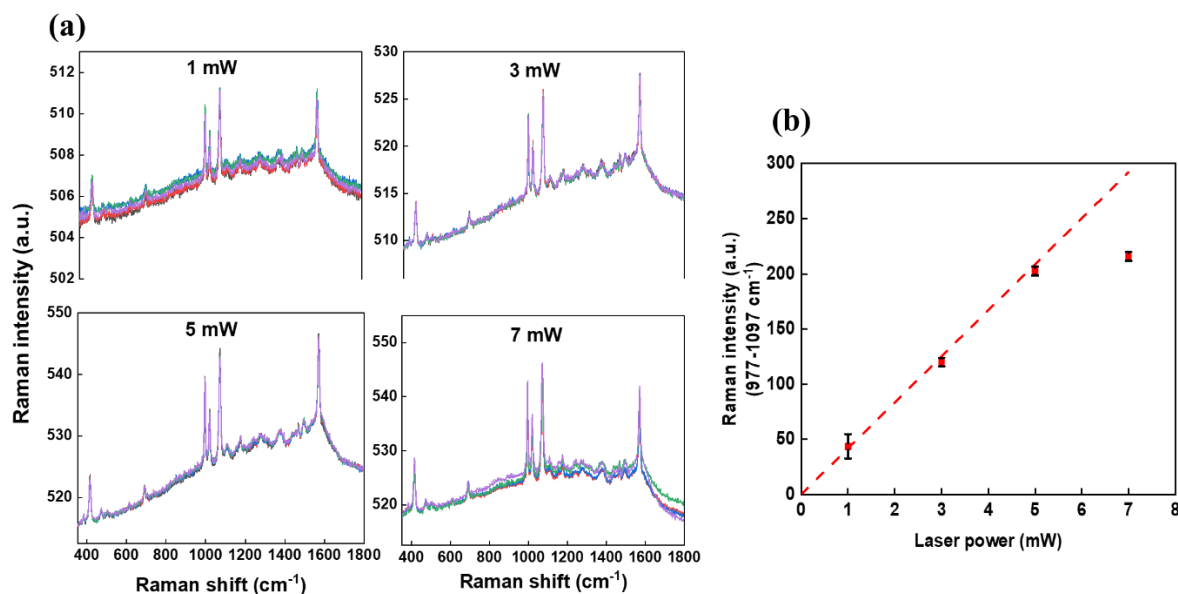 (a)
1 mW
512
510
508
506
504
502
3 mW
530
525
520
515
510
Raman intensity (a.u.)
5 mW
550
540
530
520
400 600 800 1000 1200 1400 1600 1800
Raman shift (cm-1)
7 mW
550
540
530
520
400 600 800 1000 1200 1400 1600 1800
Raman shift (cm-1)
(b)
Raman intensity (a.u.)
(977-1097 cm-1)
300
250
200
150
100
50
0
0 1 2 3 4 5 6 7 8
Laser power (mW)